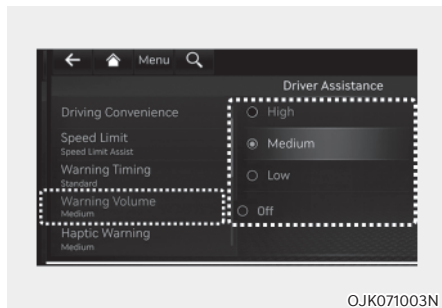 Menu
Driver Assistance
Driving Convenience
Speed Limit
Speed Limit Assist
Warning Timing
Standard
Warning Volume
Medium
Haptic Warning
Medium
High
Medium
Low
Off
OJK071003N